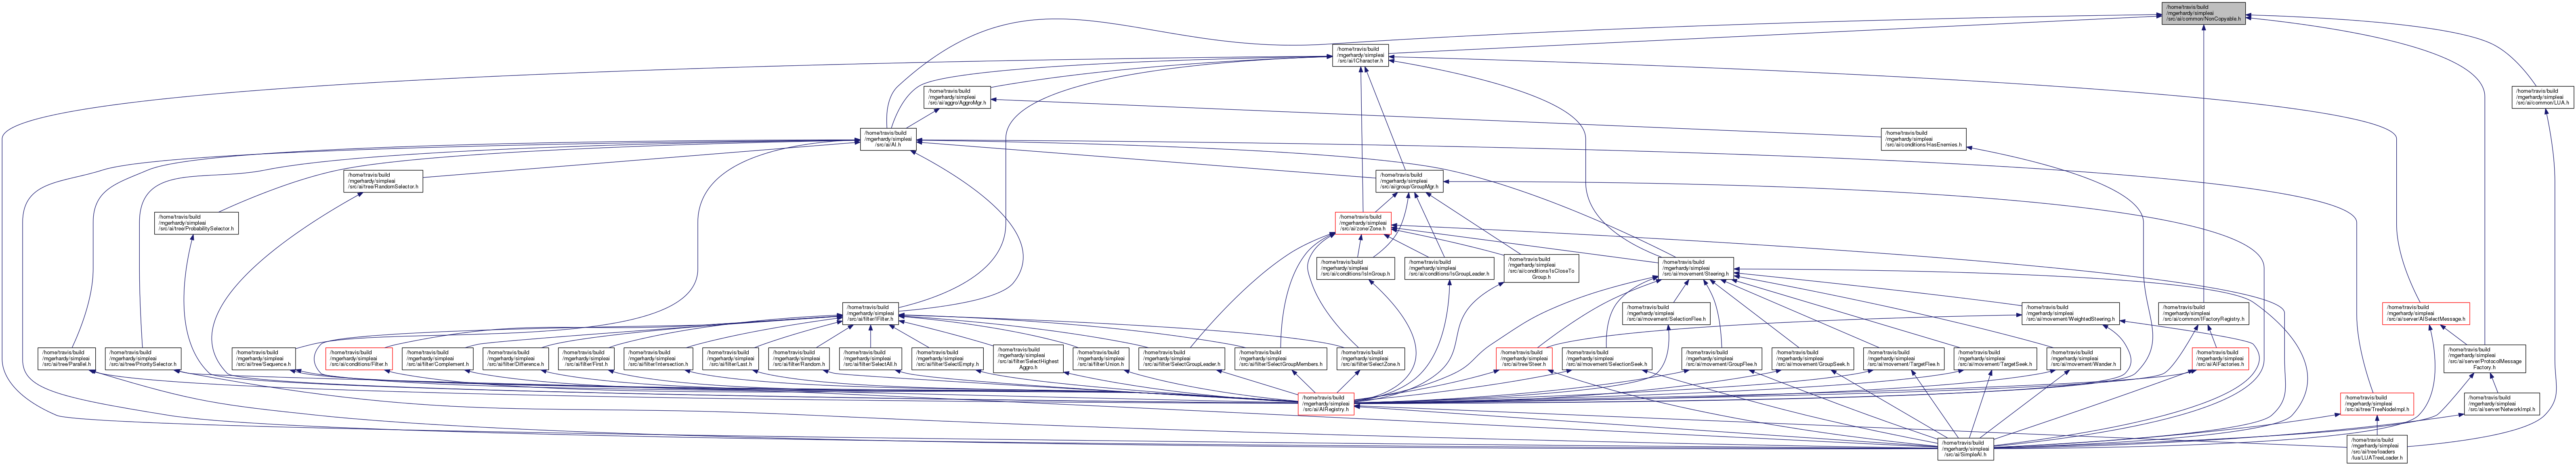 /home/travis/build
/mgerhardy/simpleai
/src/ai/common/NonCopyable.h
/home/travis/build
/mgerhardy/simpleai
/src/ai/ICharacter.h
/home/travis/build
/mgerhardy/simpleai
/src/ai/aggro/AggroMgr.h
/home/travis/build
/mgerhardy/simpleai
/src/ai/common/LUA.h
/home/travis/build
/mgerhardy/simpleai
/src/ai/AI.h
/home/travis/build
/mgerhardy/simpleai
/src/ai/conditions/HasEnemies.h
/home/travis/build
/mgerhardy/simpleai
/src/ai/tree/RandomSelector.h
/home/travis/build
/mgerhardy/simpleai
/src/ai/group/GroupMgr.h
/home/travis/build
/mgerhardy/simpleai
/src/ai/tree/ProbabilitySelector.h
/home/travis/build
/mgerhardy/simpleai
/src/ai/zone/Zone.h
/home/travis/build
/mgerhardy/simpleai
/src/ai/conditions/IsInGroup.h
/home/travis/build
/mgerhardy/simpleai
/src/ai/conditions/IsGroupLeader.h
/home/travis/build
/mgerhardy/simpleai
/src/ai/conditions/IsCloseTo
Group.h
/home/travis/build
/mgerhardy/simpleai
/src/ai/movement/Steering.h
/home/travis/build
/mgerhardy/simpleai
/src/ai/filter/IFilter.h
/home/travis/build
/mgerhardy/simpleai
/src/ai/movement/SelectionFlee.h
/home/travis/build
/mgerhardy/simpleai
/src/ai/movement/WeightedSteering.h
/home/travis/build
/mgerhardy/simpleai
/src/ai/common/IFactoryRegistry.h
/home/travis/build
/mgerhardy/simpleai
/src/ai/server/AISelectMessage.h
/home/travis/build
/mgerhardy/simpleai
/src/ai/tree/Parallel.h
/home/travis/build
/mgerhardy/simpleai
/src/ai/tree/PrioritySelector.h
/home/travis/build
/mgerhardy/simpleai
/src/ai/tree/Sequence.h
/home/travis/build
/mgerhardy/simpleai
/src/ai/conditions/Filter.h
/home/travis/build
/mgerhardy/simpleai
/src/ai/filter/Complement.h
/home/travis/build
/mgerhardy/simpleai
/src/ai/filter/Difference.h
/home/travis/build
/mgerhardy/simpleai
/src/ai/filter/First.h
/home/travis/build
/mgerhardy/simpleai
/src/ai/filter/Intersection.h
/home/travis/build
/mgerhardy/simpleai
/src/ai/filter/Last.h
/home/travis/build
/mgerhardy/simpleai
/src/ai/filter/Random.h
/home/travis/build
/mgerhardy/simpleai
/src/ai/filter/SelectAll.h
/home/travis/build
/mgerhardy/simpleai
/src/ai/filter/SelectEmpty.h
/home/travis/build
/mgerhardy/simpleai
/src/ai/filter/SelectHighest
Aggro.h
/home/travis/build
/mgerhardy/simpleai
/src/ai/filter/Union.h
/home/travis/build
/mgerhardy/simpleai
/src/ai/filter/SelectGroupLeader.h
/home/travis/build
/mgerhardy/simpleai
/src/ai/filter/SelectGroupMembers.h
/home/travis/build
/mgerhardy/simpleai
/src/ai/filter/SelectZone.h
/home/travis/build
/mgerhardy/simpleai
/src/ai/tree/Steer.h
/home/travis/build
/mgerhardy/simpleai
/src/ai/movement/SelectionSeek.h
/home/travis/build
/mgerhardy/simpleai
/src/ai/movement/GroupFlee.h
/home/travis/build
/mgerhardy/simpleai
/src/ai/movement/GroupSeek.h
/home/travis/build
/mgerhardy/simpleai
/src/ai/movement/TargetFlee.h
/home/travis/build
/mgerhardy/simpleai
/src/ai/movement/TargetSeek.h
/home/travis/build
/mgerhardy/simpleai
/src/ai/movement/Wander.h
/home/travis/build
/mgerhardy/simpleai
/src/ai/AIFactories.h
/home/travis/build
/mgerhardy/simpleai
/src/ai/server/ProtocolMessage
Factory.h
/home/travis/build
/mgerhardy/simpleai
/src/ai/AIRegistry.h
/home/travis/build
/mgerhardy/simpleai
/src/ai/tree/TreeNodeImpl.h
/home/travis/build
/mgerhardy/simpleai
/src/ai/server/NetworkImpl.h
/home/travis/build
/mgerhardy/simpleai
/src/ai/SimpleAI.h
/home/travis/build
/mgerhardy/simpleai
/src/ai/tree/loaders
/lua/LUATreeLoader.h